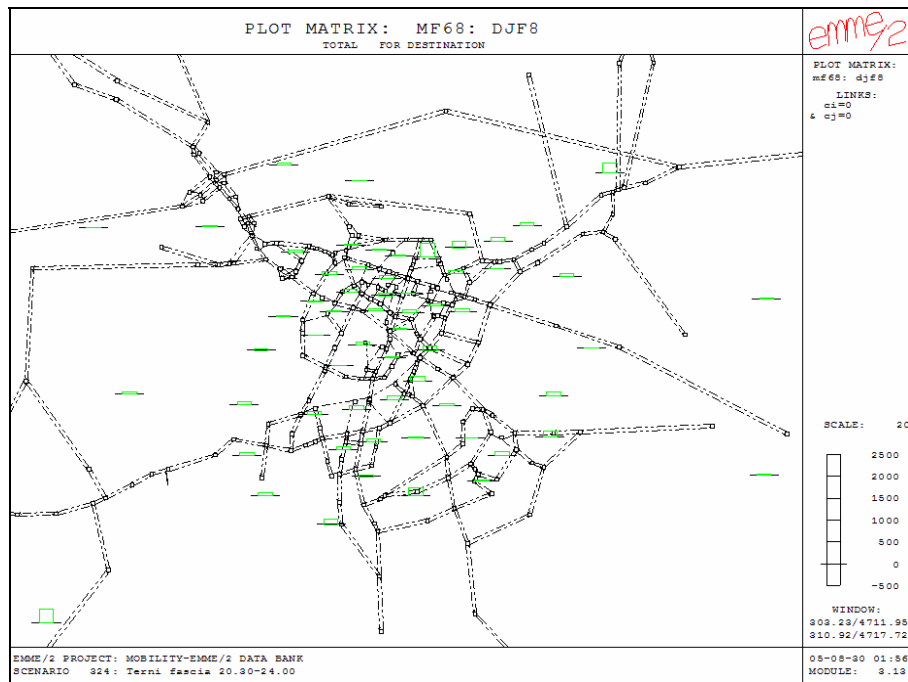 PLOT MATRIX: MF68: DJF8
TOTAL FOR DESTINATION
emme/2
PLOT MATRIX:
mf68: djf8
LINKS:
ci=0
& cj=0
SCALE: 20
2500
2000
1500
1000
500
0
-500
WINDOW:
303.23/4711.95
310.92/4717.72
EMME/2 PROJECT: MOBILITY-EMME/2 DATA BANK
SCENARIO 324: Terni fascia 20.30-24.00
05-08-30 01:56
MODULE: 3.13